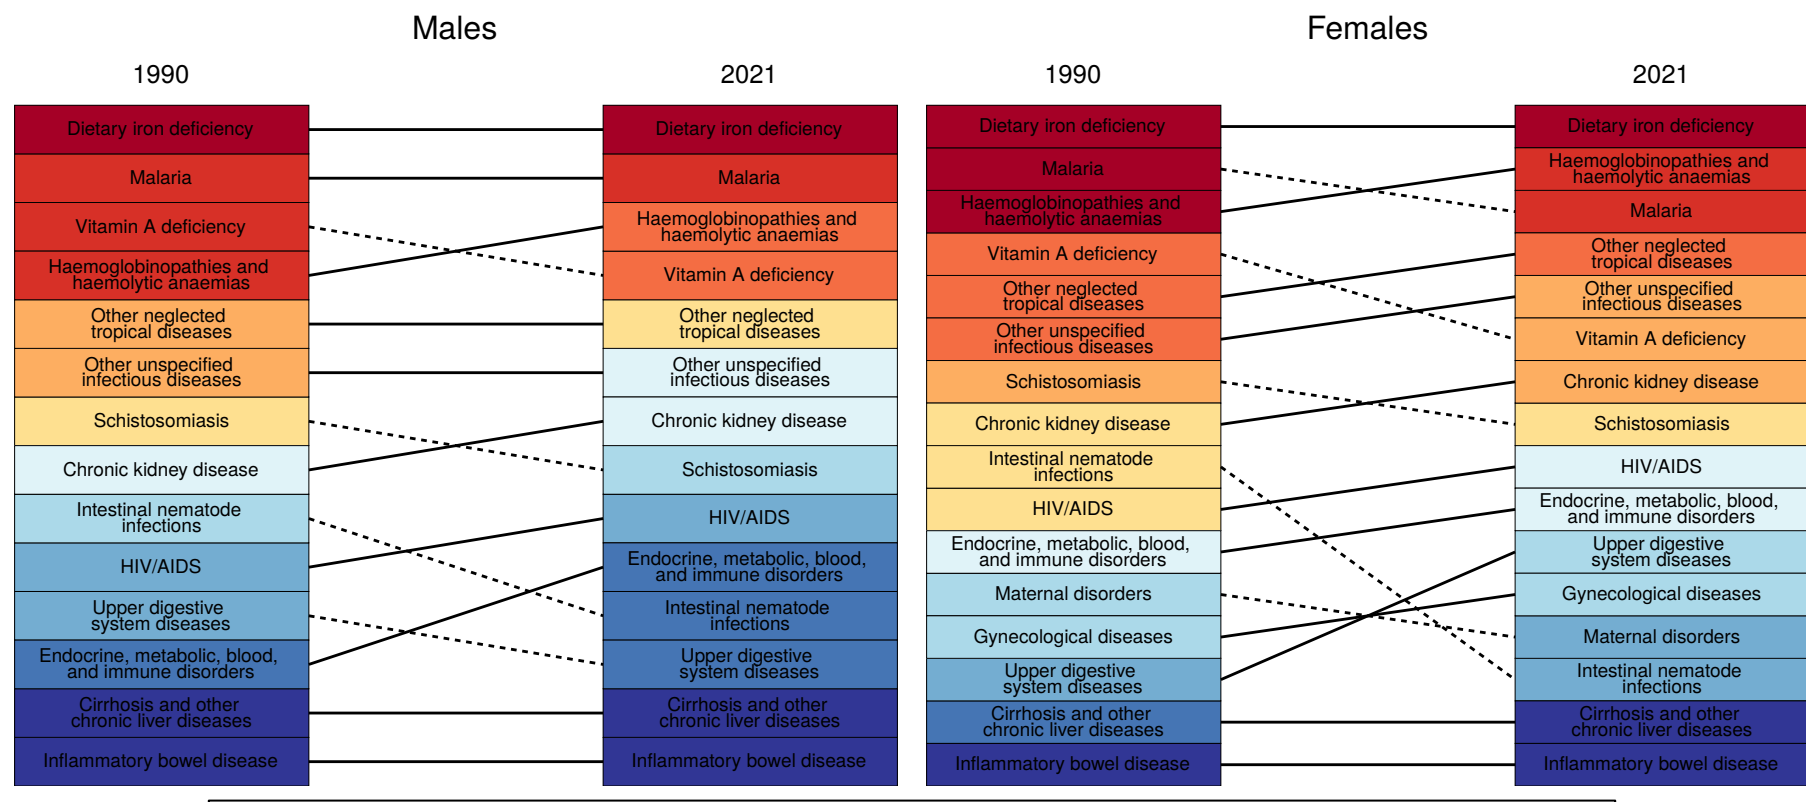 Males
1990
2021
Dietary iron deficiency
Malaria
Vitamin A deficiency
Haemoglobinopathies and
haemolytic anaemias
Other neglected
tropical diseases
Other unspecified
infectious diseases
Schistosomiasis
Chronic kidney disease
Intestinal nematode
infections
HIV/AIDS
Upper digestive
system diseases
Endocrine, metabolic, blood,
and immune disorders
Cirrhosis and other
chronic liver diseases
Inflammatory bowel disease
Dietary iron deficiency
Malaria
Haemoglobinopathies and
haemolytic anaemias
Vitamin A deficiency
Other neglected
tropical diseases
Other unspecified
infectious diseases
Chronic kidney disease
Schistosomiasis
HIV/AIDS
Endocrine, metabolic, blood,
and immune disorders
Intestinal nematode
infections
Upper digestive
system diseases
Cirrhosis and other
chronic liver diseases
Inflammatory bowel disease
Females
1990
2021
Dietary iron deficiency
Malaria
Haemoglobinopathies and
haemolytic anaemias
Vitamin A deficiency
Other neglected
tropical diseases
Other unspecified
infectious diseases
Schistosomiasis
Chronic kidney disease
Intestinal nematode
infections
HIV/AIDS
Endocrine, metabolic, blood,
and immune disorders
Maternal disorders
Gynecological diseases
Upper digestive
system diseases
Cirrhosis and other
chronic liver diseases
Inflammatory bowel disease
Dietary iron deficiency
Haemoglobinopathies and
haemolytic anaemias
Malaria
Other neglected
tropical diseases
Other unspecified
infectious diseases
Vitamin A deficiency
Chronic kidney disease
Schistosomiasis
HIV/AIDS
Endocrine, metabolic, blood,
and immune disorders
Upper digestive
system diseases
Gynecological diseases
Maternal disorders
Intestinal nematode
infections
Cirrhosis and other
chronic liver diseases
Inflammatory bowel disease